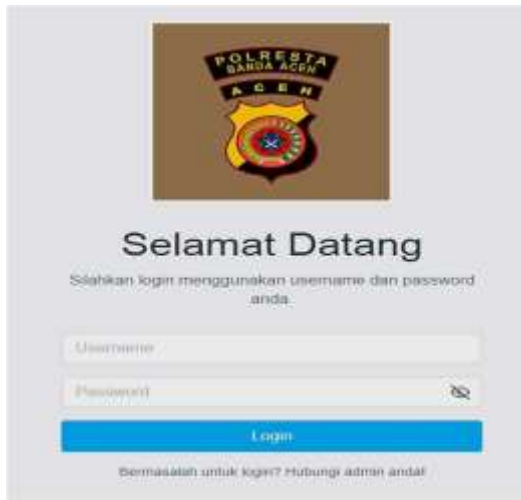 POLRESTA
BANDA ACEH
ACEH
Selamat Datang
Silahkan login menggunakan username dan password
anda
Username
Password
Login
Bermasalah untuk login? Hubungi admin anda!